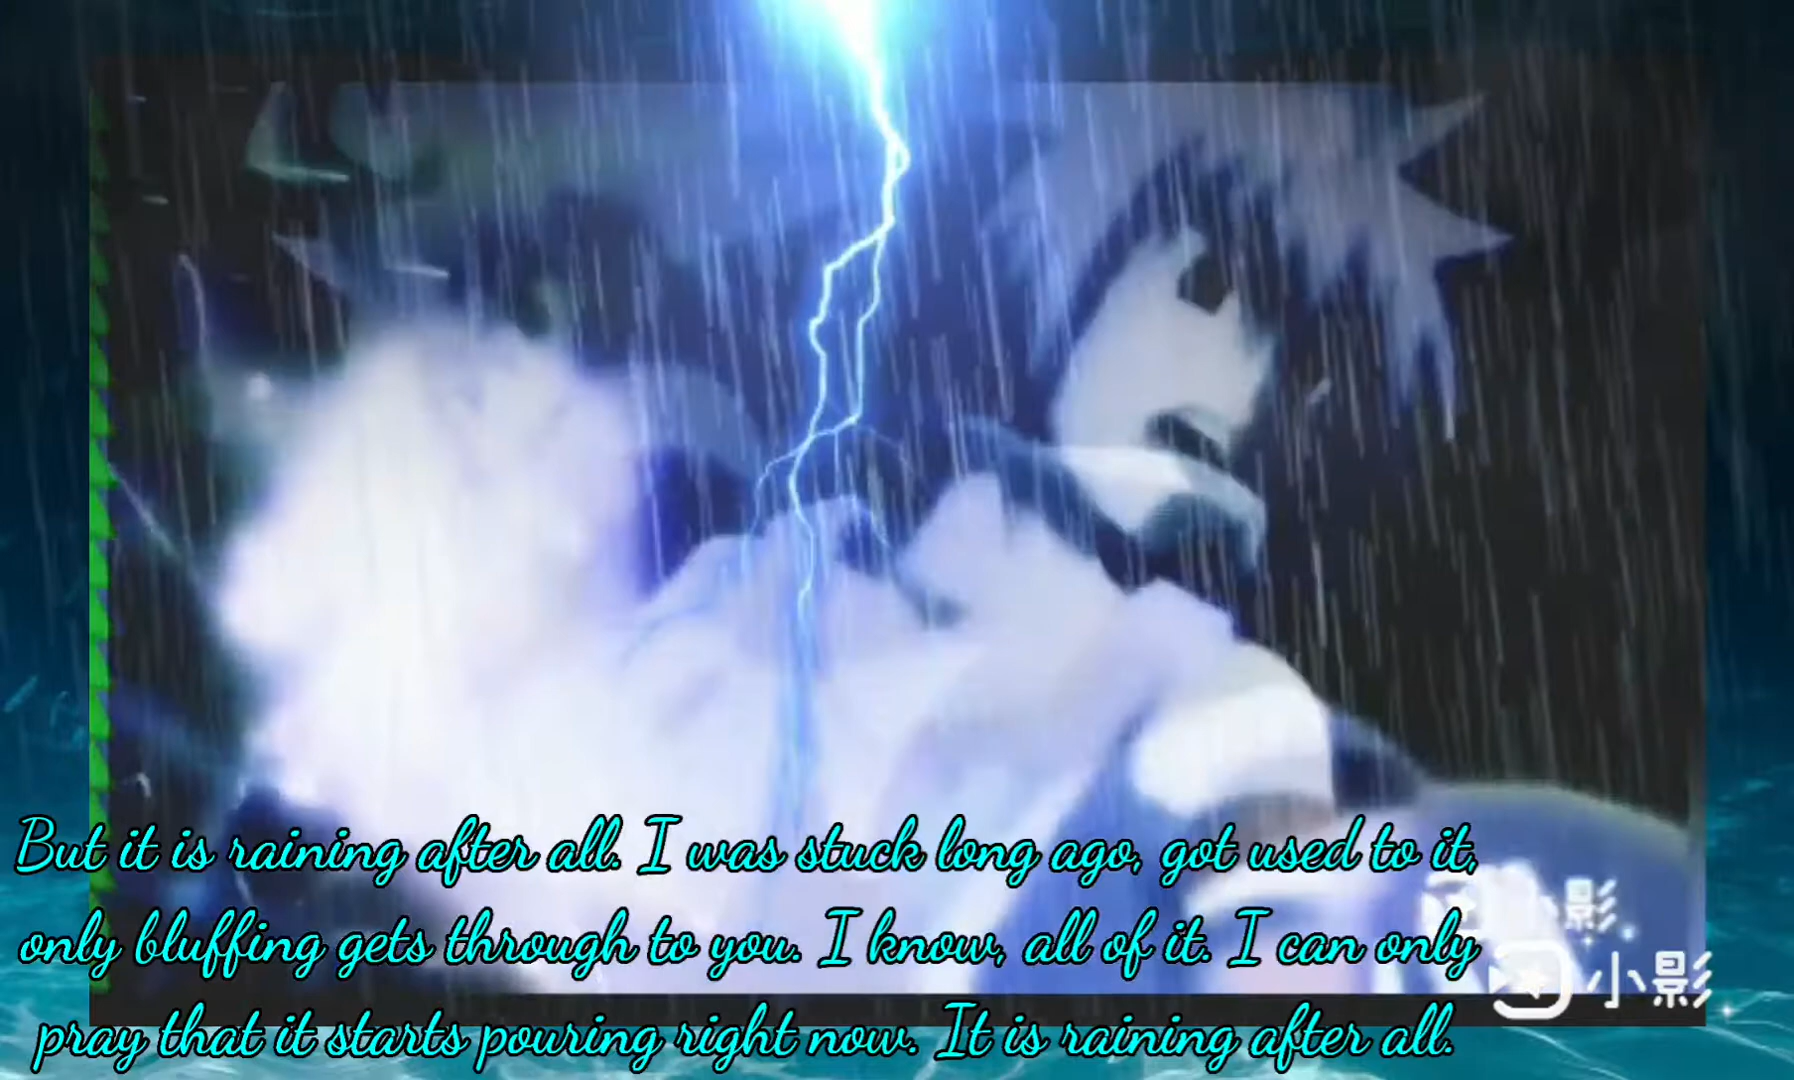 But it is raining after all. I was stuck long ago, got used to it,
only bluffing gets through to you. I know, all of it. I can only
pray that it starts pouring right now. It is raining after all.
小影
小影